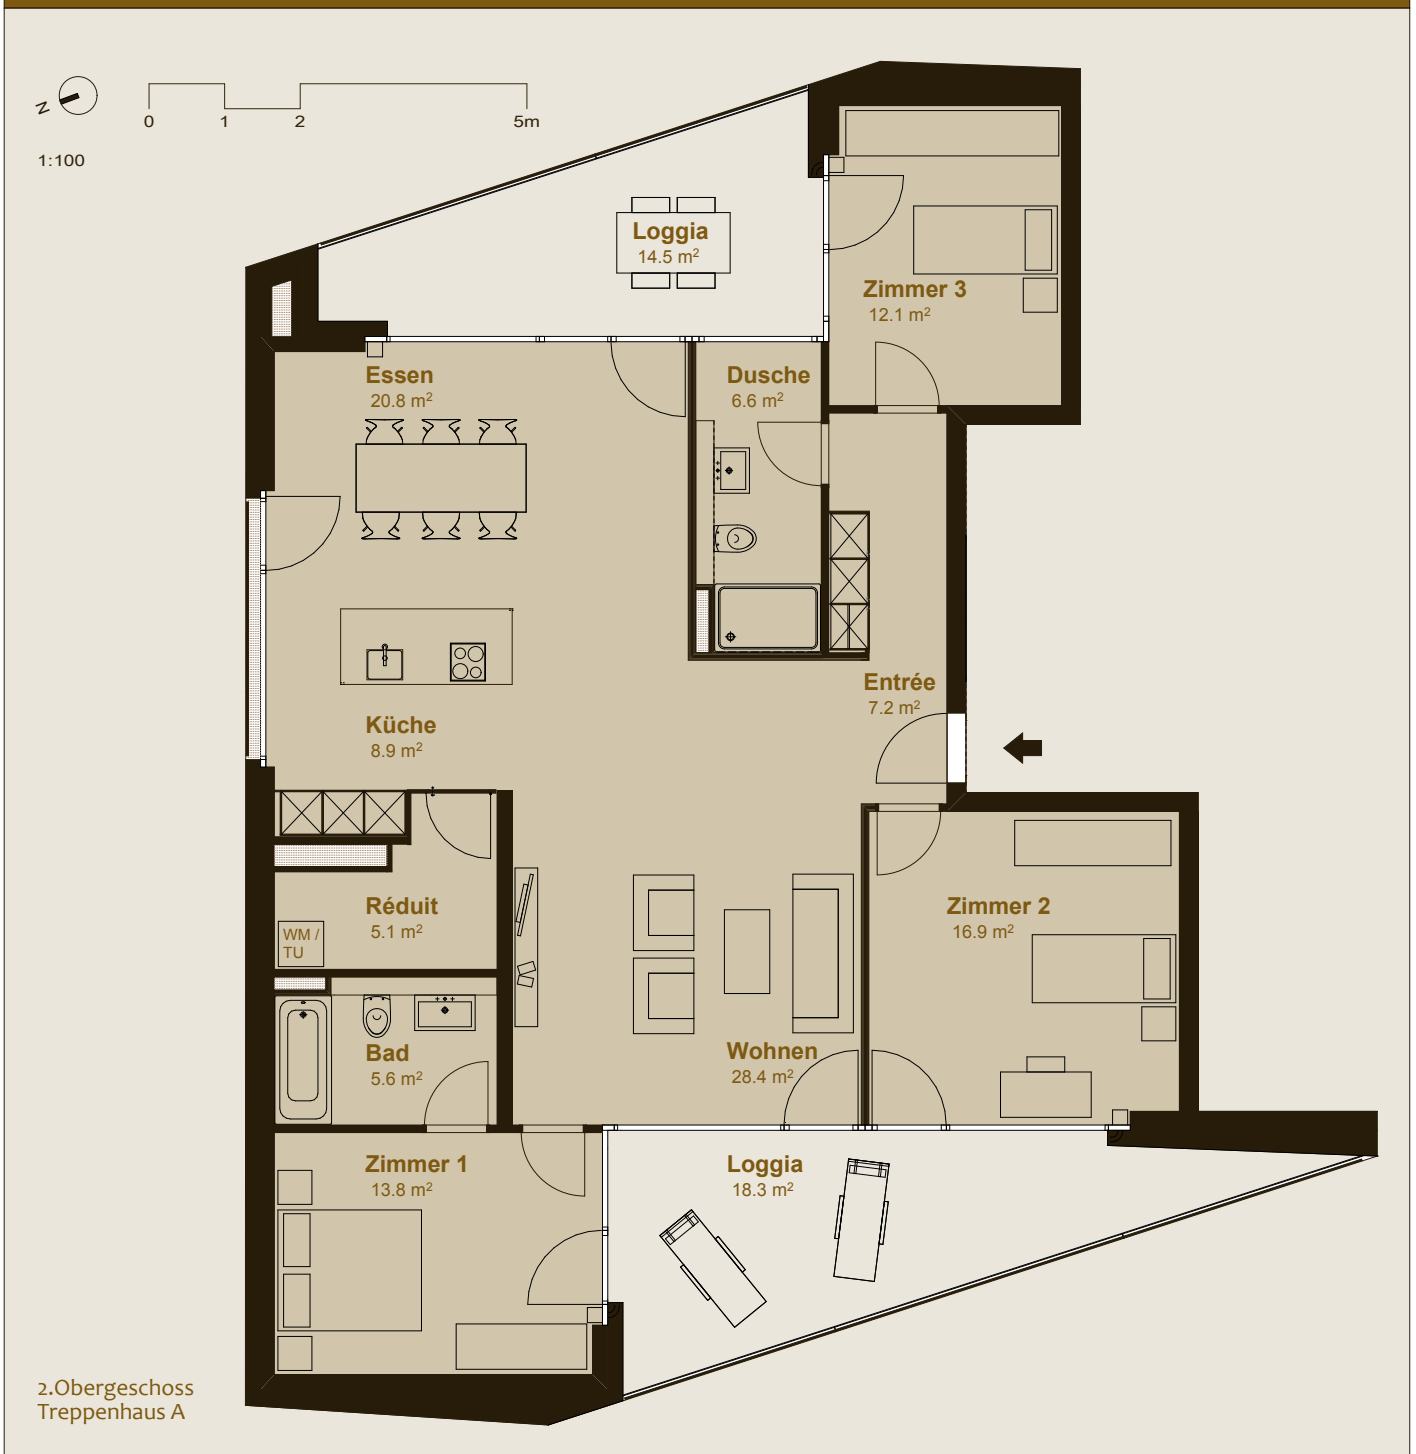 N
0 1 2 5m
1:100
Loggia
14.5 m²
Zimmer 3
12.1 m²
Essen
20.8 m²
Dusche
6.6 m²
Entrée
7.2 m²
Küche
8.9 m²
Réduit
5.1 m²
WM /
TU
Zimmer 2
16.9 m²
Bad
5.6 m²
Wohnen
28.4 m²
Zimmer 1
13.8 m²
Loggia
18.3 m²
2.Obergeschoss
Treppenhaus A